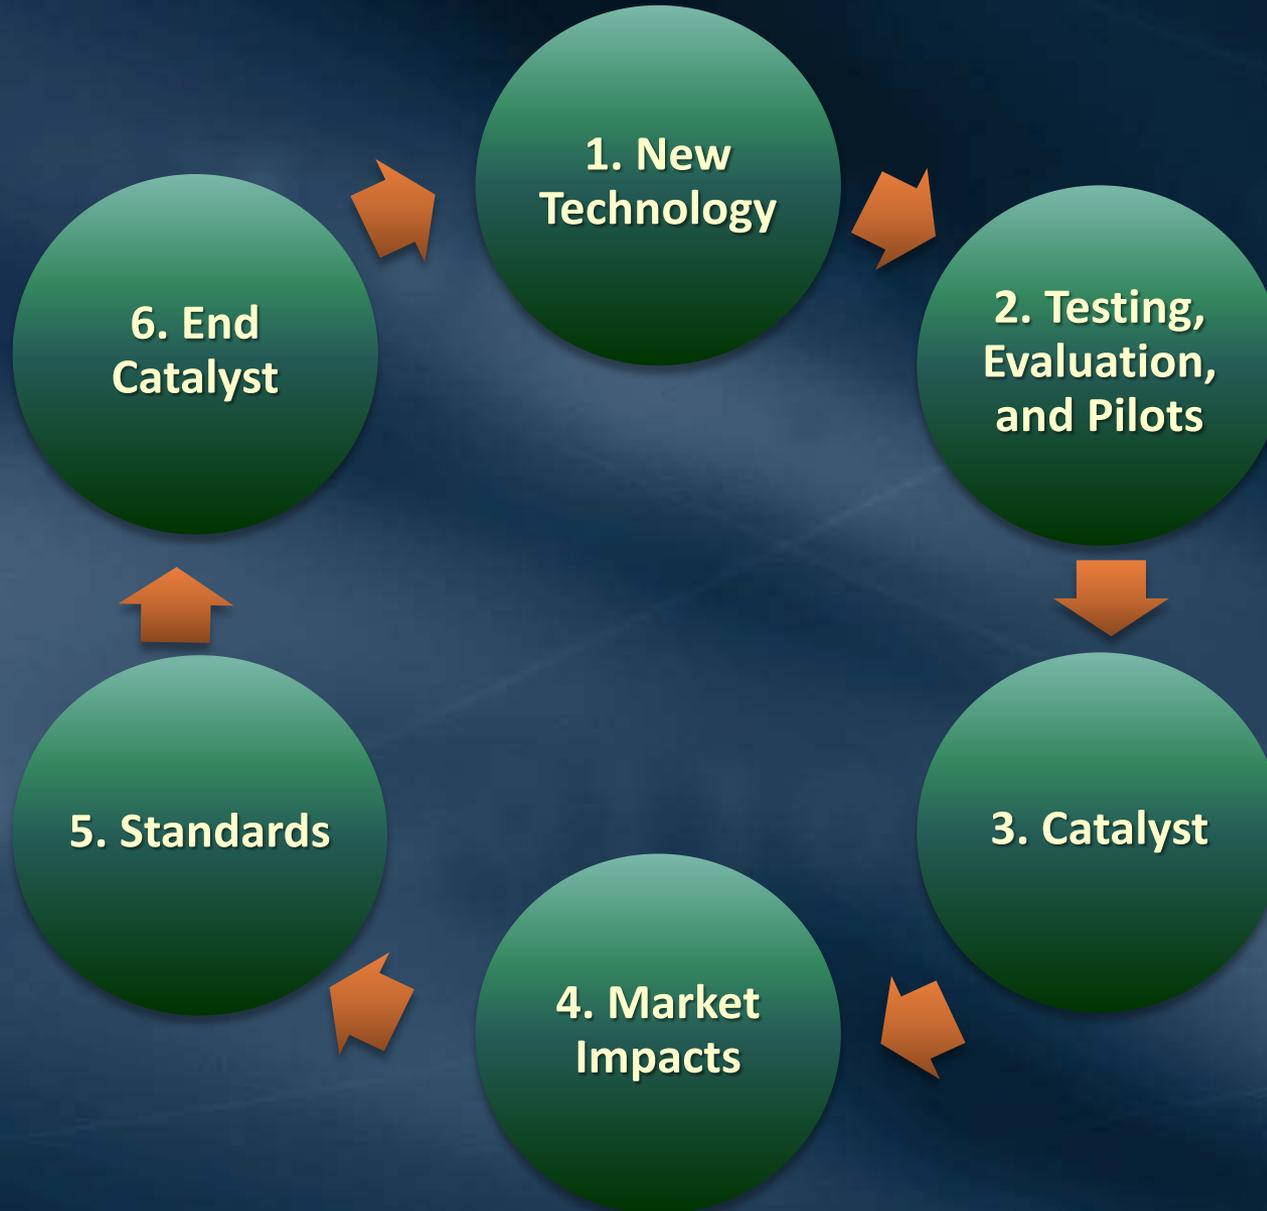 1. New
Technology
2. Testing,
Evaluation,
and Pilots
3. Catalyst
4. Market
Impacts
5. Standards
6. End
Catalyst